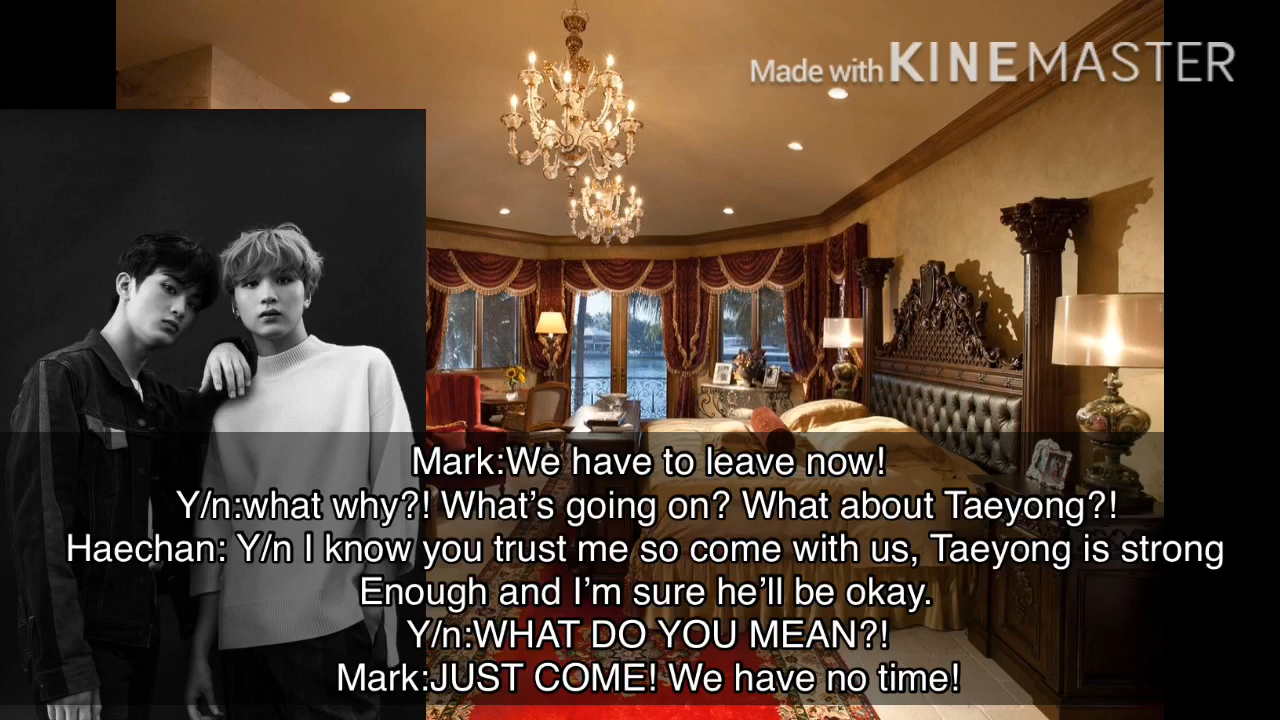 Made with KINEMASTER
Mark:We have to leave now!
Y/n:what why?! What’s going on? What about Taeyong?!
Haechan: Y/n I know you trust me so come with us, Taeyong is strong
Enough and I’m sure he’ll be okay.
Y/n:WHAT DO YOU MEAN?!
Mark:JUST COME! We have no time!